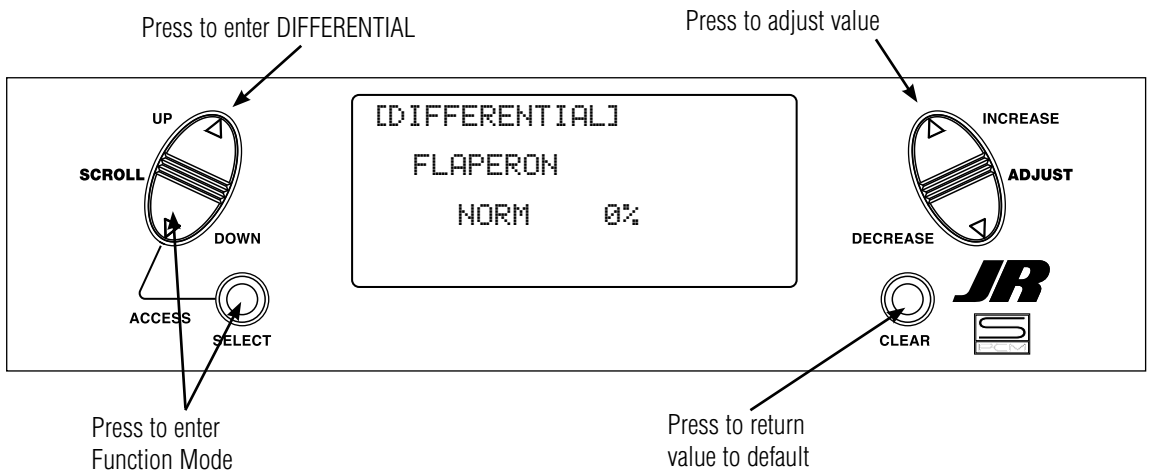 Press to enter DIFFERENTIAL
Press to adjust value
UP
SCROLL
DOWN
ACCESS
SELECT
[DIFFERENTIAL]
FLAPERON
NORM 0%
INCREASE
ADJUST
DECREASE
CLEAR
JR
S
PCM
Press to enter
Function Mode
Press to return
value to default